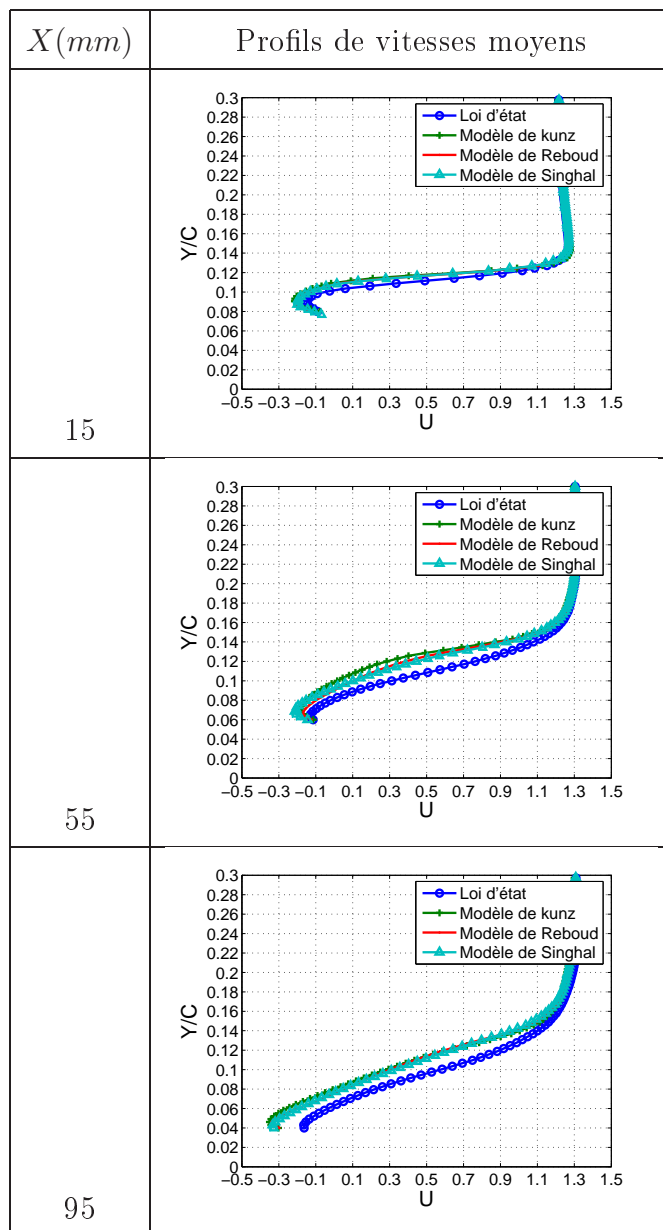 X(mm) Profils de vitesses moyens
0.3
0.28
0.26
0.24
0.22
0.2
0.18
0.16
0.14
0.12
0.1
0.08
0.06
0.04
0.02
0
Y/C
Loi d'état
Modèle de kunz
Modèle de Reboud
Modèle de Singhal
−0.5 −0.3 −0.1 0.1 0.3 0.5 0.7 0.9 1.1 1.3 1.5
U
15
0.3
0.28
0.26
0.24
0.22
0.2
0.18
0.16
0.14
0.12
0.1
0.08
0.06
0.04
0.02
0
Y/C
Loi d'état
Modèle de kunz
Modèle de Reboud
Modèle de Singhal
−0.5 −0.3 −0.1 0.1 0.3 0.5 0.7 0.9 1.1 1.3 1.5
U
55
0.3
0.28
0.26
0.24
0.22
0.2
0.18
0.16
0.14
0.12
0.1
0.08
0.06
0.04
0.02
0
Y/C
Loi d'état
Modèle de kunz
Modèle de Reboud
Modèle de Singhal
−0.5 −0.3 −0.1 0.1 0.3 0.5 0.7 0.9 1.1 1.3 1.5
U
95